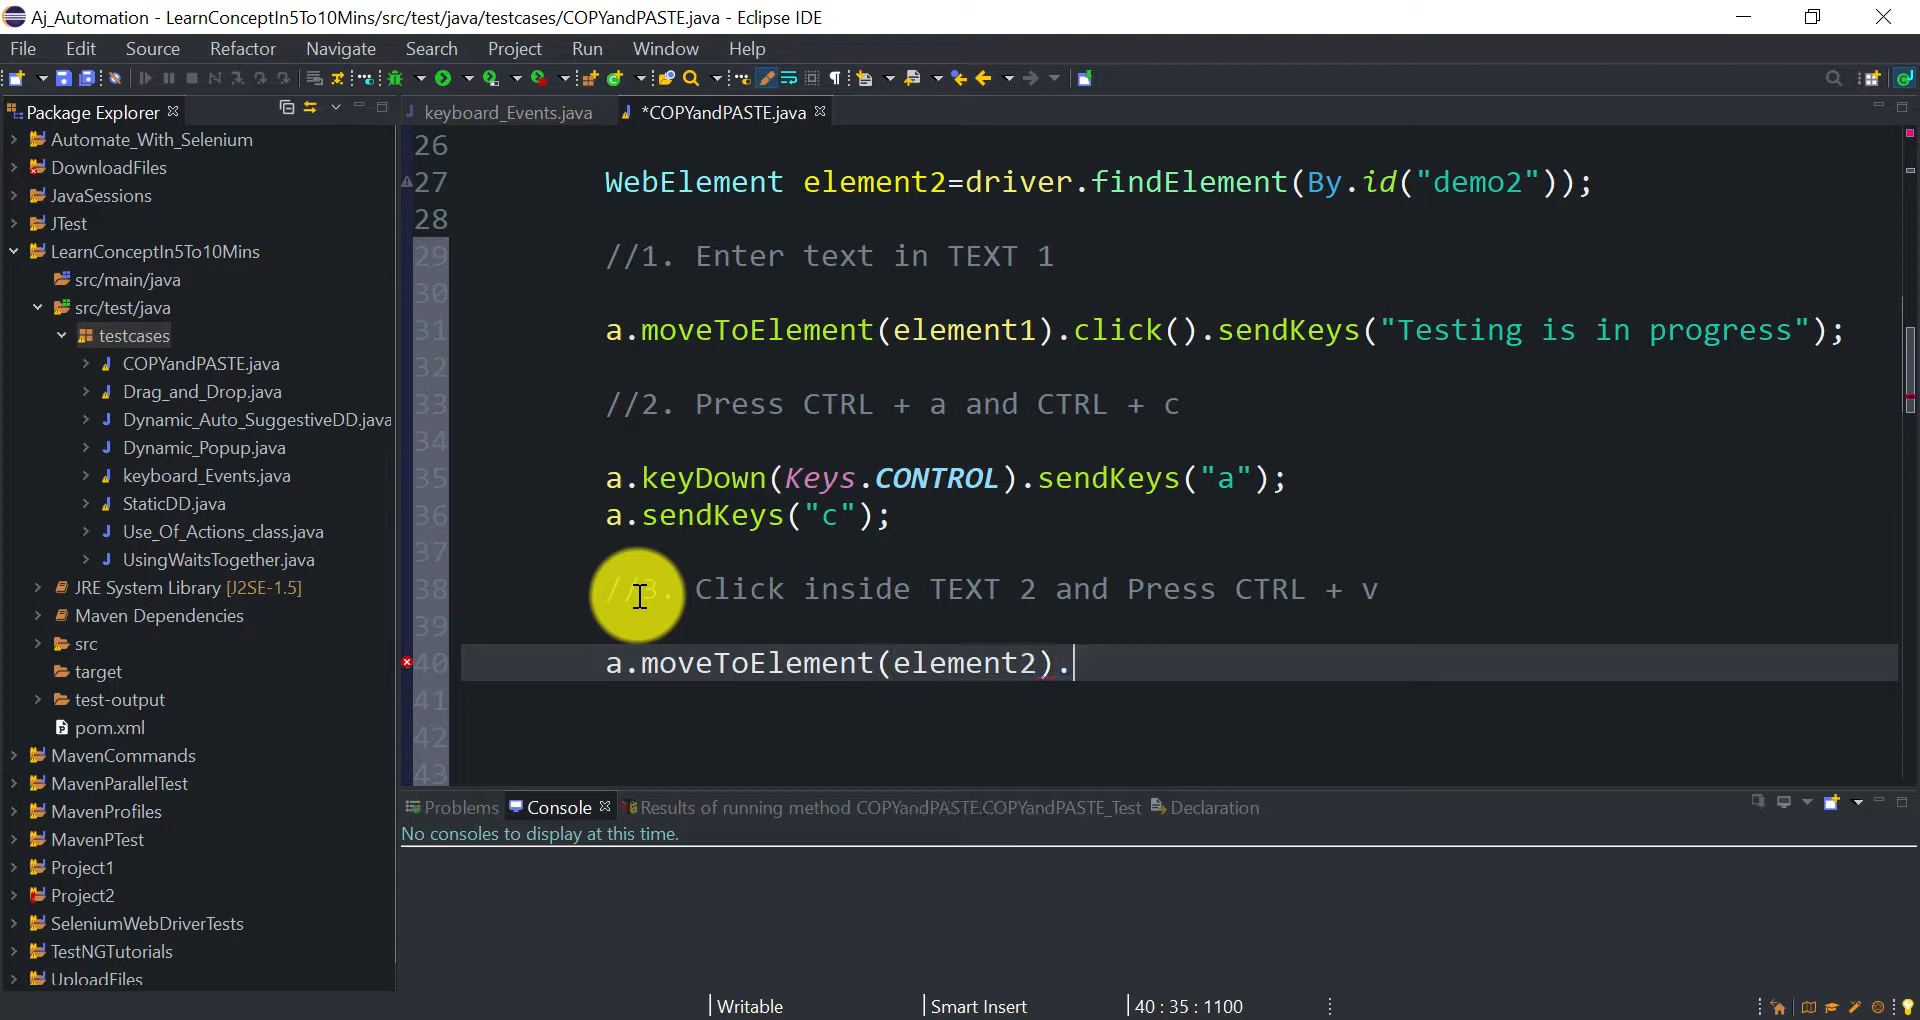 Aj_Automation - LearnConceptIn5To10Mins/src/test/java/testcases/COPYandPASTE.java - Eclipse IDE
File Edit Source Refactor Navigate Search Project Run Window Help
Package Explorer
keyboard_Events.java
*COPYandPASTE.java
Automate_With_Selenium
DownloadFiles
JavaSessions
JTest
LearnConceptIn5To10Mins
src/main/java
src/test/java
testcases
COPYandPASTE.java
Drag_and_Drop.java
Dynamic_Auto_SuggestiveDD.java
Dynamic_Popup.java
keyboard_Events.java
StaticDD.java
Use_Of_Actions_class.java
UsingWaitsTogether.java
JRE System Library [J2SE-1.5]
Maven Dependencies
src
target
test-output
pom.xml
MavenCommands
MavenParallelTest
MavenProfiles
MavenPTest
Project1
Project2
SeleniumWebDriverTests
TestNGTutorials
UploadFiles
26
27 WebElement element2=driver.findElement(By.id("demo2"));
28
29 //1. Enter text in TEXT 1
30
31 a.moveToElement(element1).click().sendKeys("Testing is in progress");
32
33 //2. Press CTRL + a and CTRL + c
34
35 a.keyDown(Keys.CONTROL).sendKeys("a");
36 a.sendKeys("c");
37
38 //3. Click inside TEXT 2 and Press CTRL + v
39
40 a.moveToElement(element2).
41
42
43
Problems Console Results of running method COPYandPASTE.COPYandPASTE_Test Declaration
No consoles to display at this time.
Writable Smart Insert 40 : 35 : 1100